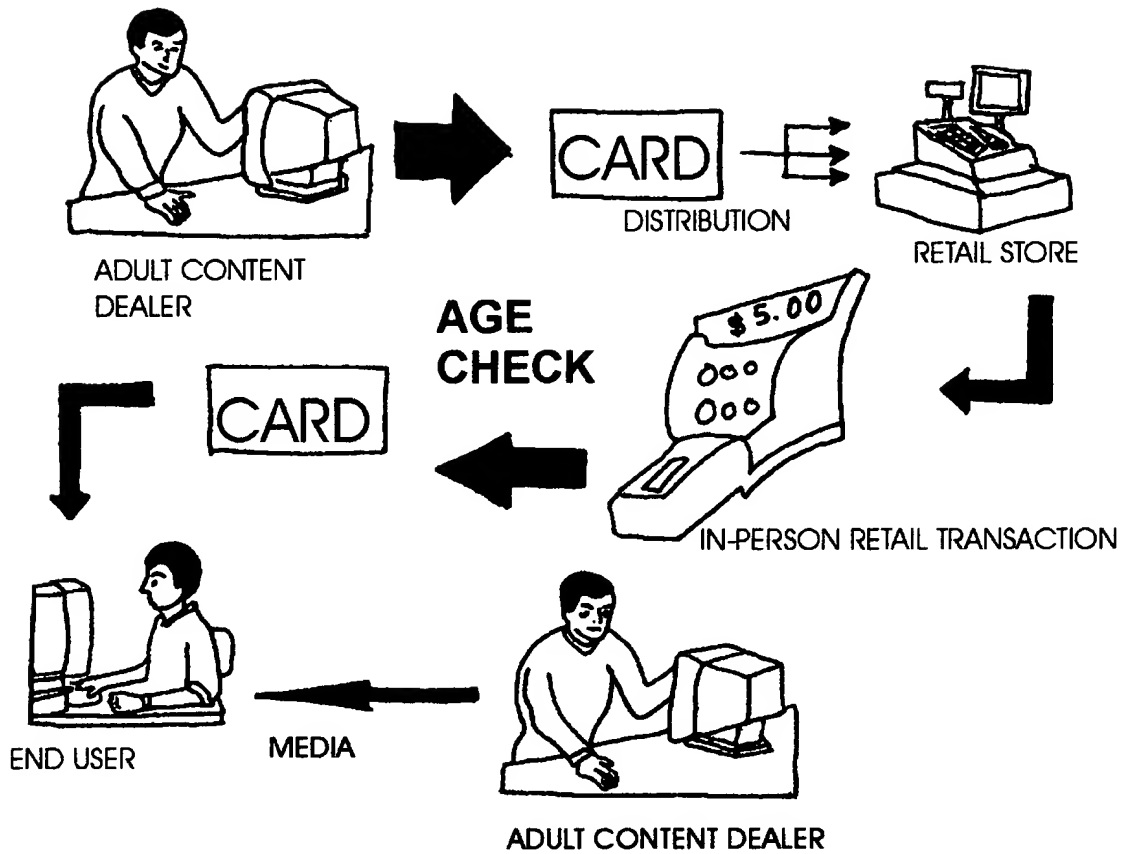 CARD
DISTRIBUTION
RETAIL STORE
ADULT CONTENT
DEALER
AGE
CHECK
$ 5.00
CARD
IN-PERSON RETAIL TRANSACTION
END USER
MEDIA
ADULT CONTENT DEALER